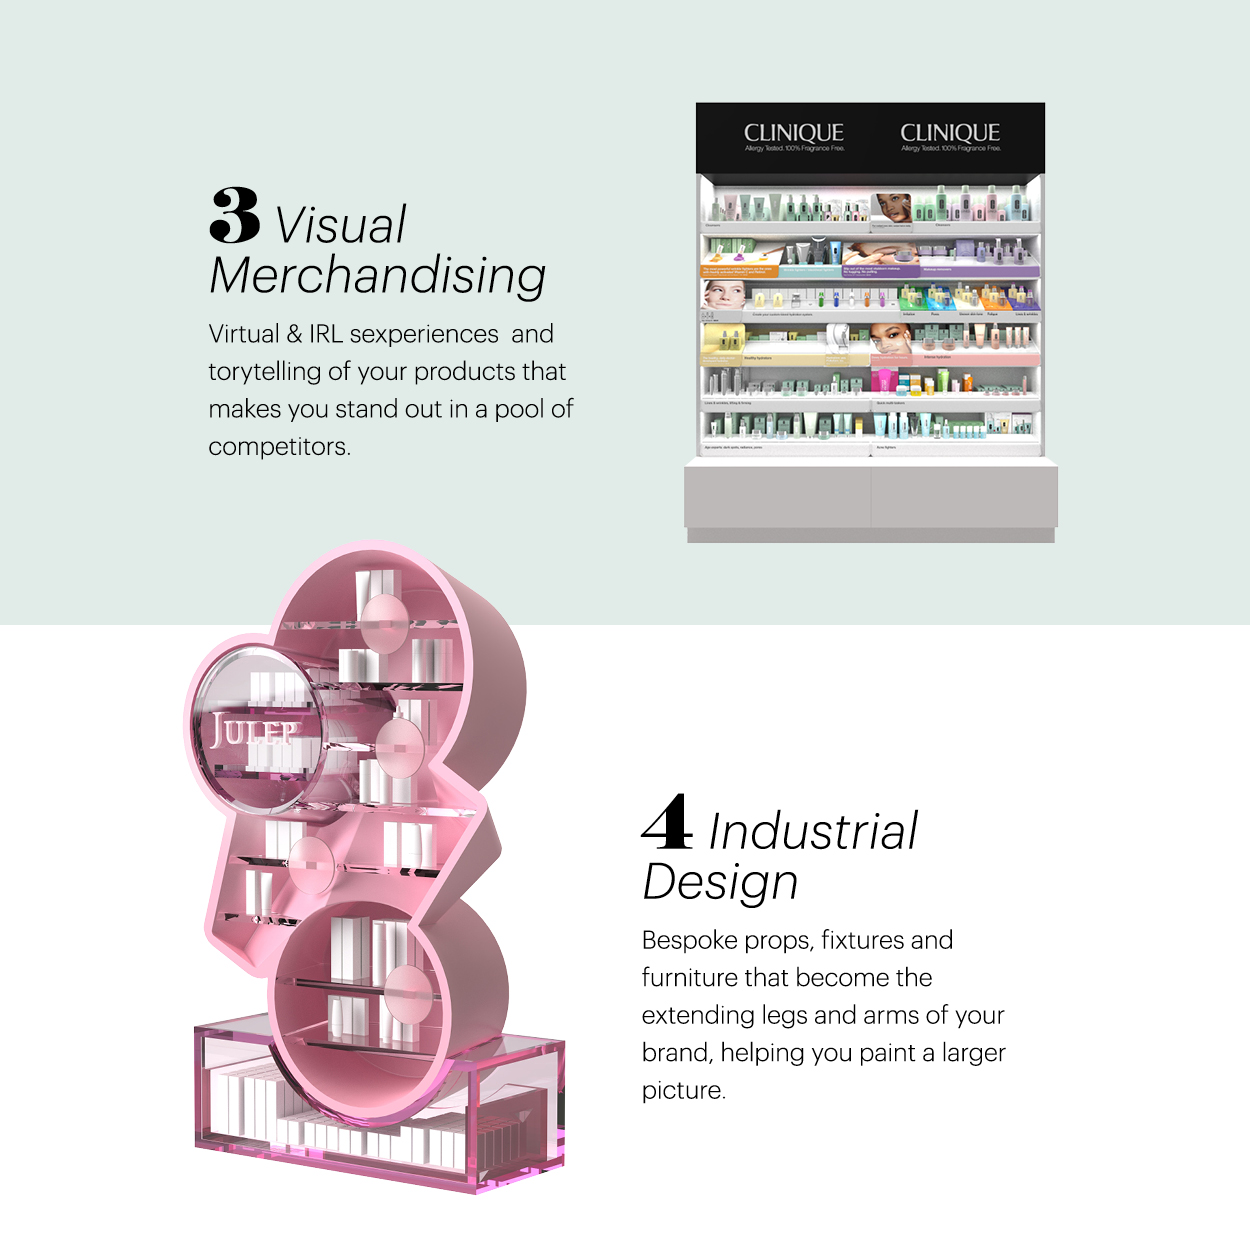 CLINIQUE CLINIQUE
Allergy Tested. 100% Fragrance Free. Allergy Tested. 100% Fragrance Free.
3 Visual
Merchandising
Virtual & IRL sexperiences  and
torytelling of your products that
makes you stand out in a pool of
competitors.
JULEP
4 Industrial
Design
Bespoke props, fixtures and
furniture that become the
extending legs and arms of your
brand, helping you paint a larger
picture.